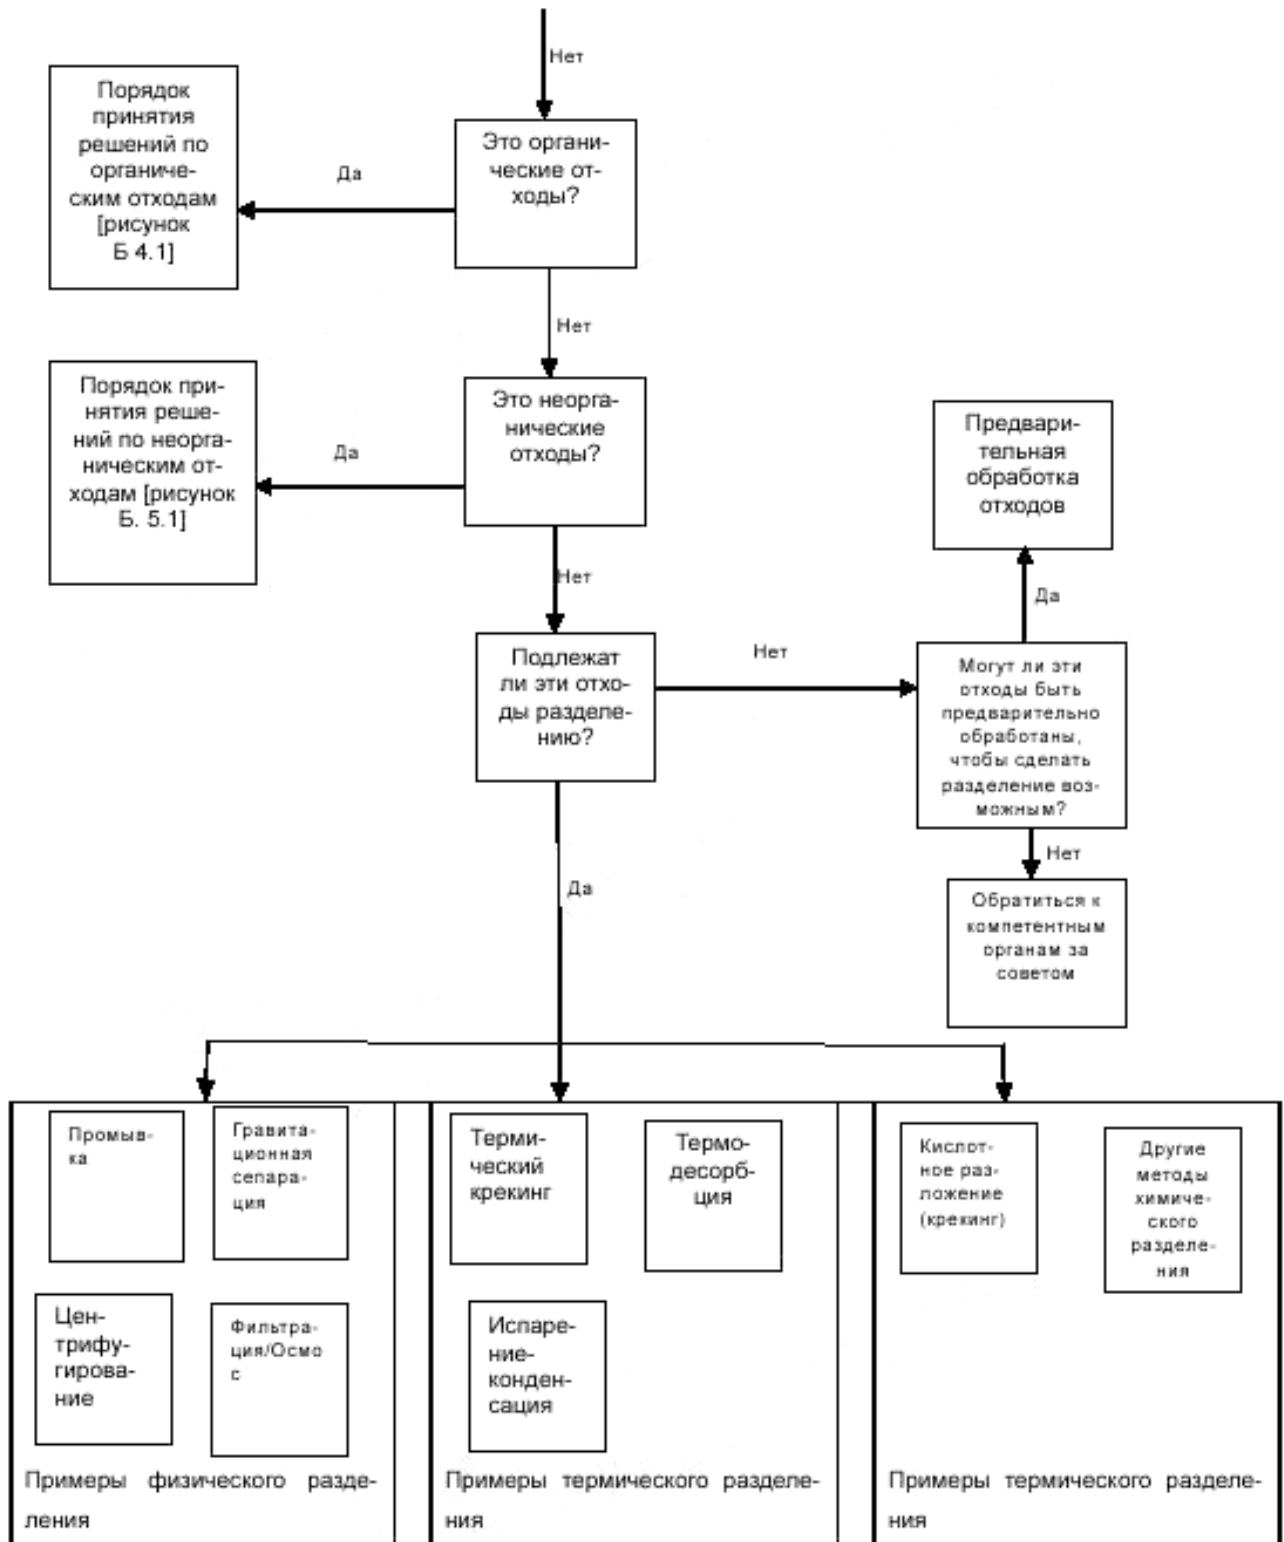 Нет
Порядок
принятия
решений по
органиче-
ским отходам
[рисунок
Б 4.1]
Да
Это органи-
ческие от-
ходы?
Нет
Порядок при-
нятия реше-
ний по неорга-
ническим от-
ходам [рисунок
Б. 5.1]
Да
Это неорга-
нические
отходы?
Предвари-
тельная
обработка
отходов
Нет
Да
Подлежат
ли эти отхо-
ды разделе-
нию?
Нет
Могут ли эти
отходы быть
предварительно
обработаны,
чтобы сделать
разделение воз-
можным?
Нет
Да
Обратиться к
компетентным
органам за
советом
Промыв-
ка
Гравита-
ционная
сепара-
ция
Цен-
трифу-
гирова-
ние
Фильтра-
ция/Осмо
с
Примеры физического разде-
ления
Терми-
ческий
крекинг
Термо-
десорб-
ция
Испаре-
ние-
конден-
сация
Примеры термического разделе-
ния
Кислот-
ное раз-
ложение
(крекинг)
Другие
методы
химиче-
ского
разделе-
ния
Примеры термического разделе-
ния